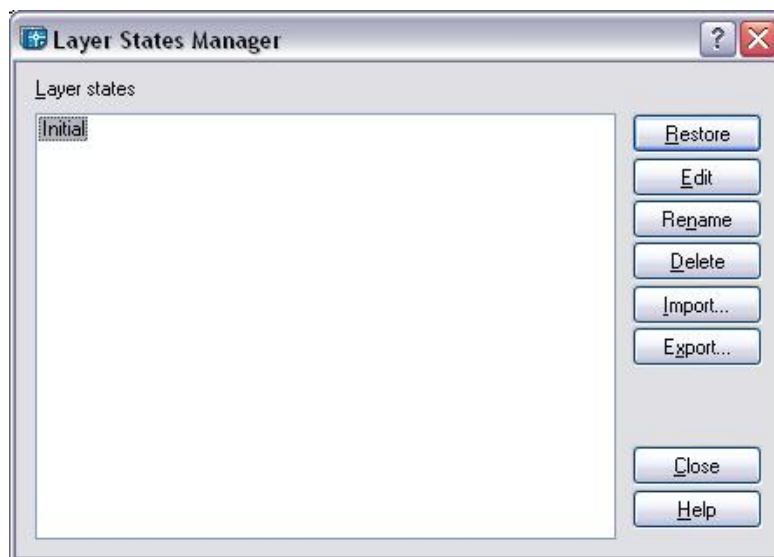 Layer States Manager
?
Layer states
Initial
Restore
Edit
Rename
Delete
Import...
Export...
Close
Help